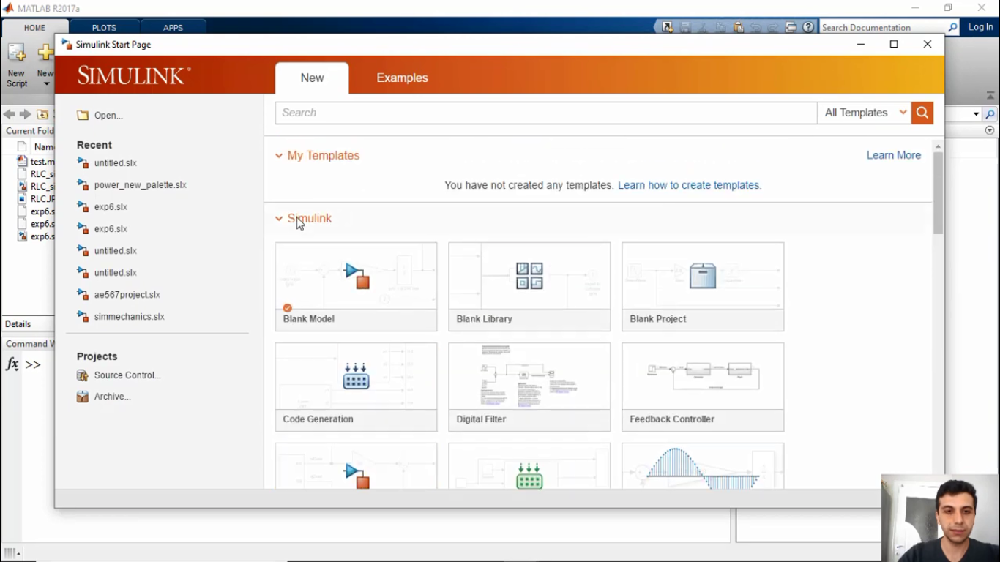 MATLAB R2017a
HOME
PLOTS
APPS
Search Documentation
Log In
New
Script
New
Current Fold
Nam
test.m
RLC_s
RLC_s
RLC.JP
exp6.s
exp6.s
exp6.s
Details
Command W
fx >>
Simulink Start Page
SIMULINK®
New
Examples
Open...
Recent
untitled.slx
power_new_palette.slx
exp6.slx
exp6.slx
untitled.slx
untitled.slx
ae567project.slx
simmechanics.slx
Projects
Source Control...
Archive...
Search
All Templates
My Templates
Learn More
You have not created any templates. Learn how to create templates.
Simulink
Blank Model
Blank Library
Blank Project
Code Generation
Digital Filter
Feedback Controller